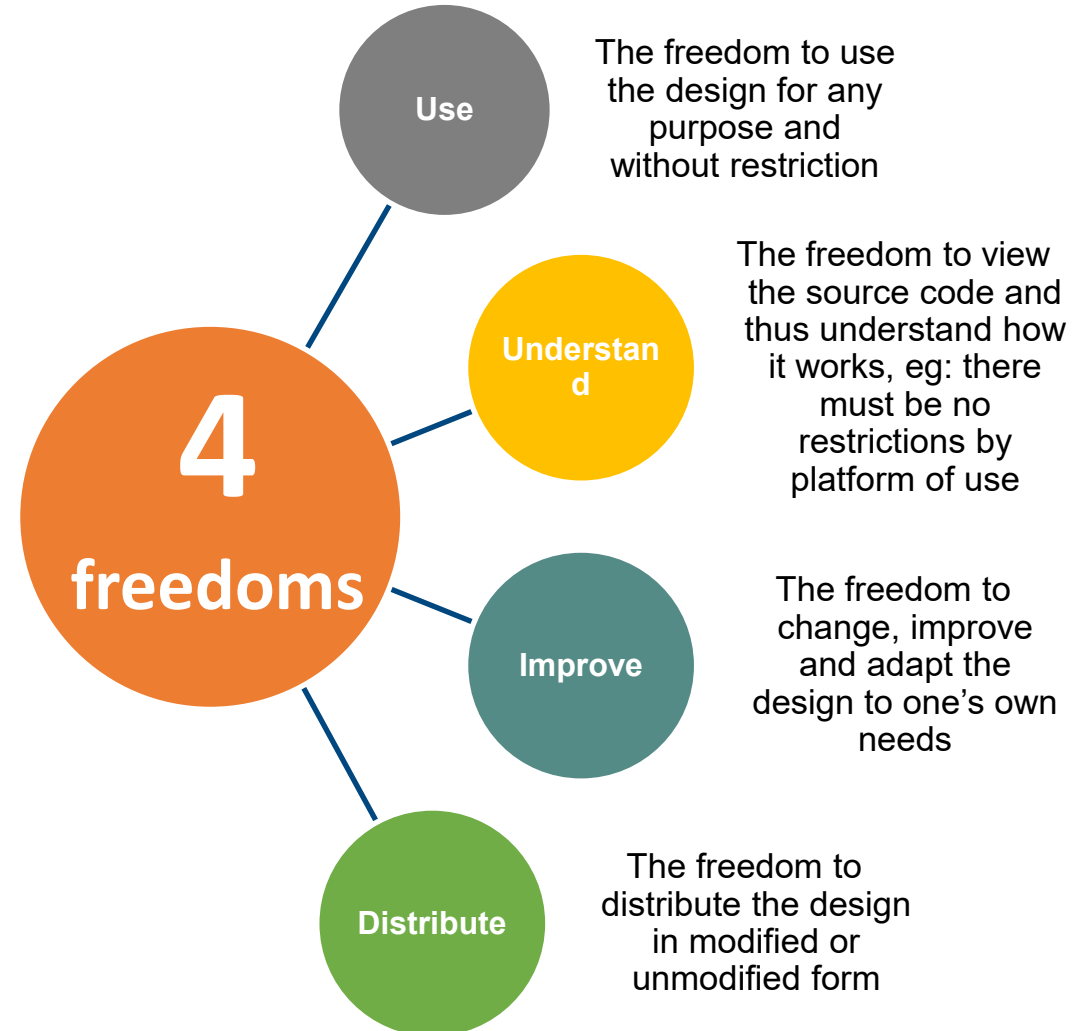 Use
The freedom to use
the design for any
purpose and
without restriction
Understan
d
The freedom to view
the source code and
thus understand how
it works, eg: there
must be no
restrictions by
platform of use
4
freedoms
Improve
The freedom to
change, improve
and adapt the
design to one’s own
needs
Distribute
The freedom to
distribute the design
in modified or
unmodified form